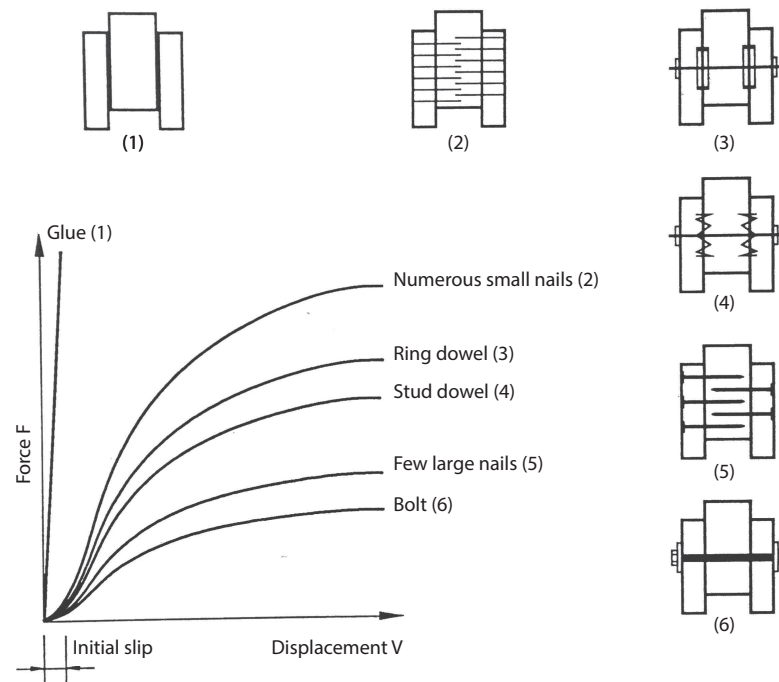 (1)
(2)
(3)
(4)
(5)
(6)
Glue (1)
Numerous small nails (2)
Ring dowel (3)
Stud dowel (4)
Few large nails (5)
Bolt (6)
Force F
Initial slip
Displacement V